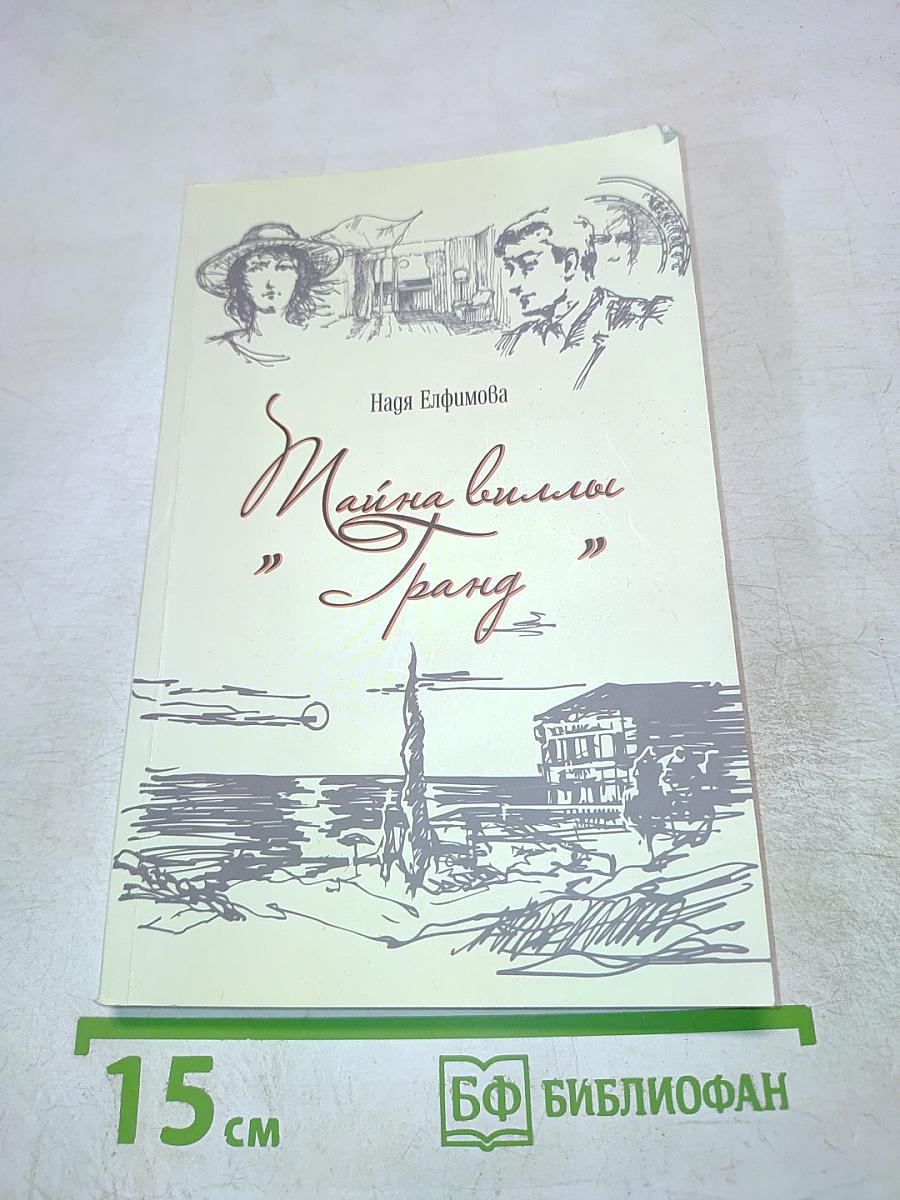 Надя Елфимова
Тайна виллы
"Гранд"
15 см
БФ БИБЛИОФАН